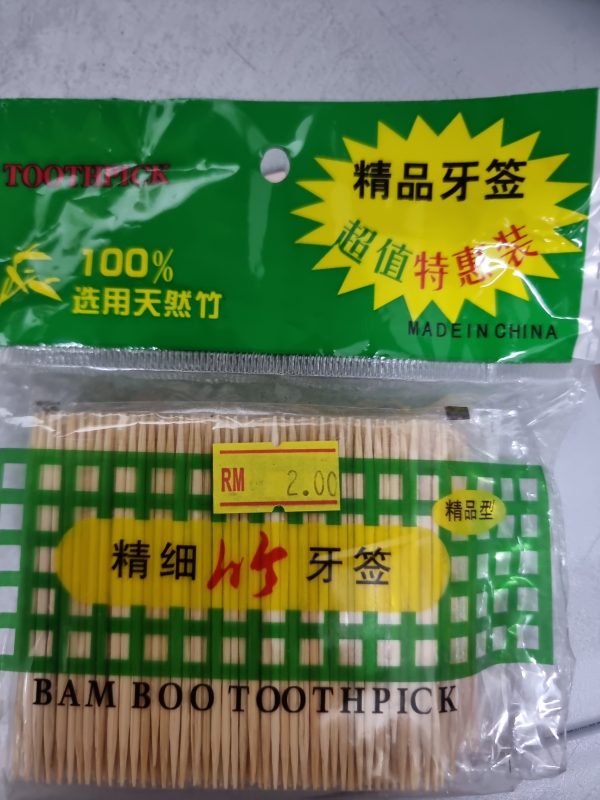 TOOTHPICK
精品牙签
超值特惠装
100%
选用天然竹
MADE IN CHINA
RM 2.00
精品型
精细竹牙签
BAM BOO TOOTHPICK